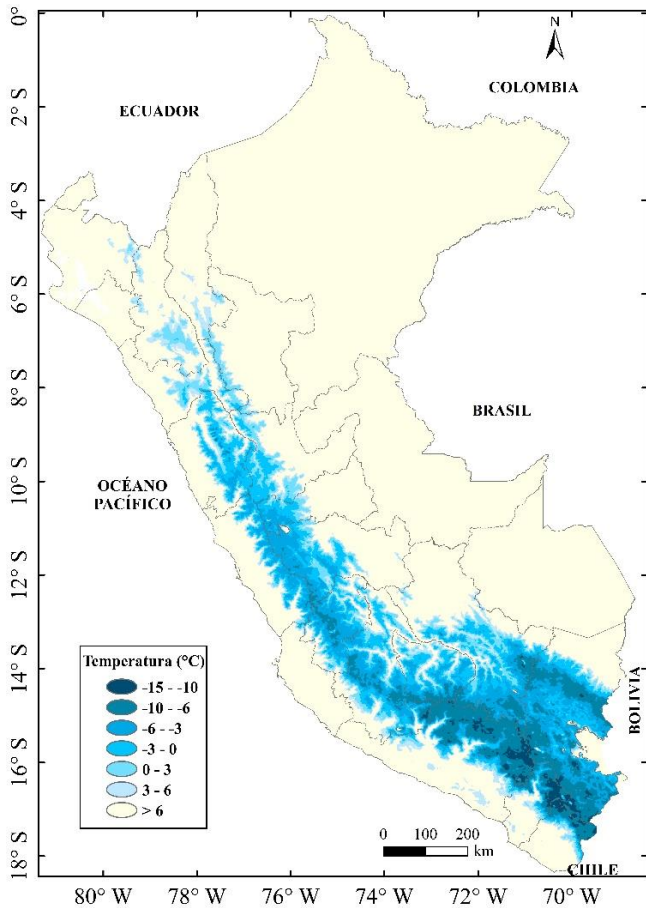 0°
N
COLOMBIA
ECUADOR
2° S
4° S
6° S
8° S
BRASIL
OCÉANO
PACÍFICO
10° S
12° S
14° S
16° S
18° S
Temperatura (°C)
-15 - -10
-10 - -6
-6 - -3
-3 - 0
0 - 3
3 - 6
> 6
BOLIVIA
0 100 200
km
CHILE
80° W 78° W 76° W 74° W 72° W 70° W